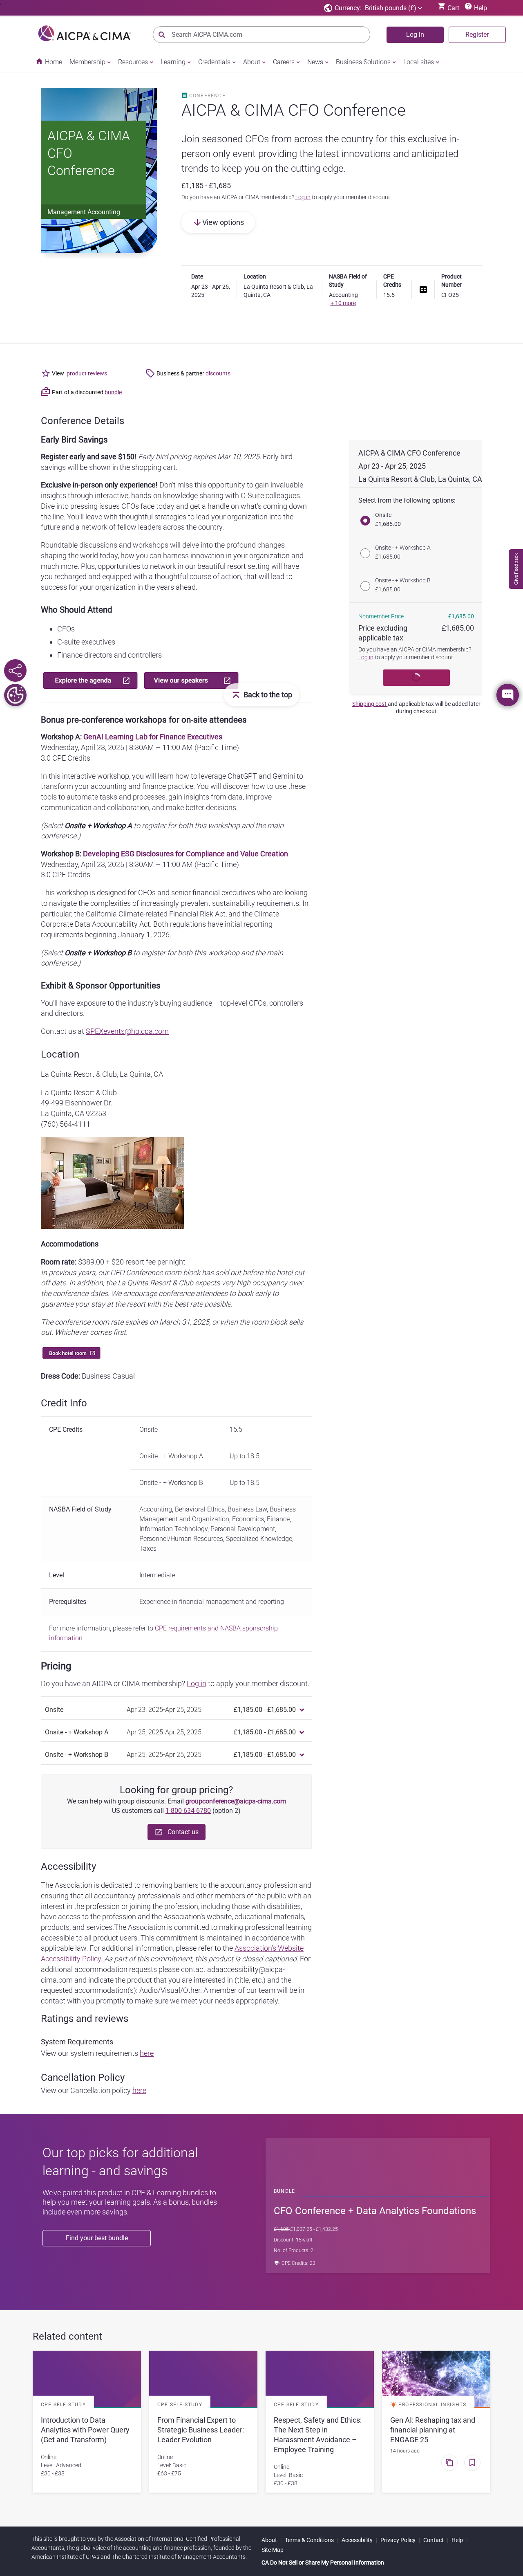 Currency: British pounds (£)
Cart
Help
AICPA & CIMA
Search AICPA-CIMA.com
Log in
Register
Home
Membership
Resources
Learning
Credentials
About
Careers
News
Business Solutions
Local sites
AICPA & CIMA
CFO
Conference
Management Accounting
CONFERENCE
AICPA & CIMA CFO Conference
Join seasoned CFOs from across the country for this exclusive in-
person only event providing the latest innovations and anticipated
trends to keep you on the cutting edge.
£1,185 - £1,685
Do you have an AICPA or CIMA membership? Log in to apply your member discount.
View options
Date
Apr 23 - Apr 25,
2025
Location
La Quinta Resort & Club, La
Quinta, CA
NASBA Field of
Study
Accounting
+ 10 more
CPE
Credits
15.5
CC
Product
Number
CFO25
View product reviews
Business & partner discounts
Part of a discounted bundle
Conference Details
Early Bird Savings
Register early and save $150! Early bird pricing expires Mar 10, 2025. Early bird
savings will be shown in the shopping cart.
Exclusive in-person only experience! Don't miss this opportunity to gain invaluable
insights through interactive, hands-on workshops catering exclusively to CFOs.
Dive into pressing issues CFOs face today and what they'll be facing in the future.
Plus, you'll leave with thoughtful strategies to lead your organization into the
future and a network of fellow business leaders across the country.
Roundtable discussions and workshops will delve into the profound changes
shaping the world today, how you can harness innovation in your organization, and
much more. Plus, explore burgeoning topics and network in our beautiful resort
location. It's all designed to refresh your body and mind, so you can lead at your
best for your organization in the years ahead.
Who Should Attend
CFOs
C-suite executives
Finance directors and controllers
Explore the agenda
View our speakers
Back to the top
Bonus pre-conference workshops for on-site attendees
Workshop A: GenAI Learning Lab for Finance Executives
Wednesday, April 23, 2025 | 8:30AM – 11:00 AM (Pacific Time)
3.0 CPE Credits
In this interactive workshop, you will learn how to leverage ChatGPT and Gemini to
transform your accounting and finance practice. You will discover how to use these
tools to automate tasks and processes, gain insights from data, improve
communication and collaboration, and make better decisions.
(Select Onsite + Workshop A to register for both this workshop and the main
conference.)
Workshop B: Developing ESG Disclosures for Compliance and Value Creation
Wednesday, April 23, 2025 | 8:30AM – 11:00 AM (Pacific Time)
3.0 CPE Credits
This workshop is designed for CFOs and senior financial executives who are looking
to navigate the complexities of increasingly prevalent sustainability requirements. In
particular, the California Climate-related Financial Risk Act, and the Climate
Corporate Data Accountability Act. Both regulations have initial reporting
requirements beginning January 1, 2026.
(Select Onsite + Workshop B to register for both this workshop and the main
conference.)
Exhibit & Sponsor Opportunities
You'll have exposure to the industry's buying audience – top-level CFOs, controllers
and directors.
Contact us at SPEXevents@hq.cpa.com
Location
La Quinta Resort & Club, La Quinta, CA
La Quinta Resort & Club
49-499 Eisenhower Dr.
La Quinta, CA 92253
(760) 564-4111
Accommodations
Room rate: $389.00 + $20 resort fee per night
In previous years, our CFO Conference room block has sold out before the hotel cut-
off date. In addition, the La Quinta Resort & Club expects very high occupancy over
the conference dates. We encourage conference attendees to book early to
guarantee your stay at the resort with the best rate possible.
The conference room rate expires on March 31, 2025, or when the room block sells
out. Whichever comes first.
Book hotel room
Dress Code: Business Casual
Credit Info
CPE Credits
Onsite 15.5
Onsite - + Workshop A Up to 18.5
Onsite - + Workshop B Up to 18.5
NASBA Field of Study
Accounting, Behavioral Ethics, Business Law, Business
Management and Organization, Economics, Finance,
Information Technology, Personal Development,
Personnel/Human Resources, Specialized Knowledge,
Taxes
Level Intermediate
Prerequisites Experience in financial management and reporting
For more information, please refer to CPE requirements and NASBA sponsorship
information
Pricing
Do you have an AICPA or CIMA membership? Log in to apply your member discount.
Onsite Apr 23, 2025-Apr 25, 2025 £1,185.00 - £1,685.00
Onsite - + Workshop A Apr 25, 2025-Apr 25, 2025 £1,185.00 - £1,685.00
Onsite - + Workshop B Apr 25, 2025-Apr 25, 2025 £1,185.00 - £1,685.00
Looking for group pricing?
We can help with group discounts. Email groupconference@aicpa-cima.com
US customers call 1-800-634-6780 (option 2)
Contact us
Accessibility
The Association is dedicated to removing barriers to the accountancy profession and
ensuring that all accountancy professionals and other members of the public with an
interest in the profession or joining the profession, including those with disabilities,
have access to the profession and the Association's website, educational materials,
products, and services.The Association is committed to making professional learning
accessible to all product users. This commitment is maintained in accordance with
applicable law. For additional information, please refer to the Association's Website
Accessibility Policy. As part of this commitment, this product is closed-captioned. For
additional accommodation requests please contact adaaccessibility@aicpa-
cima.com and indicate the product that you are interested in (title, etc.) and the
requested accommodation(s): Audio/Visual/Other. A member of our team will be in
contact with you promptly to make sure we meet your needs appropriately.
Ratings and reviews
System Requirements
View our system requirements here
Cancellation Policy
View our Cancellation policy here
AICPA & CIMA CFO Conference
Apr 23 - Apr 25, 2025
La Quinta Resort & Club, La Quinta, CA
Select from the following options:
Onsite
£1,685.00
Onsite - + Workshop A
£1,685.00
Onsite - + Workshop B
£1,685.00
Nonmember Price £1,685.00
Price excluding £1,685.00
applicable tax
Do you have an AICPA or CIMA membership?
Log in to apply your member discount.
Shipping cost and applicable tax will be added later
during checkout
Give Feedback
Our top picks for additional
learning - and savings
We've paired this product in CPE & Learning bundles to
help you meet your learning goals. As a bonus, bundles
include even more savings.
Find your best bundle
BUNDLE
CFO Conference + Data Analytics Foundations
£1,685 £1,007.25 - £1,432.25
Discount: 15% off
No. of Products: 2
CPE Credits: 23
Related content
CPE SELF-STUDY
Introduction to Data
Analytics with Power Query
(Get and Transform)
Online
Level: Advanced
£30 - £38
CPE SELF-STUDY
From Financial Expert to
Strategic Business Leader:
Leader Evolution
Online
Level: Basic
£63 - £75
CPE SELF-STUDY
Respect, Safety and Ethics:
The Next Step in
Harassment Avoidance –
Employee Training
Online
Level: Basic
£30 - £38
PROFESSIONAL INSIGHTS
Gen AI: Reshaping tax and
financial planning at
ENGAGE 25
14 hours ago
This site is brought to you by the Association of International Certified Professional
Accountants, the global voice of the accounting and finance profession, founded by the
American Institute of CPAs and The Chartered Institute of Management Accountants.
About
Terms & Conditions
Accessibility
Privacy Policy
Contact
Help
Site Map
CA Do Not Sell or Share My Personal Information